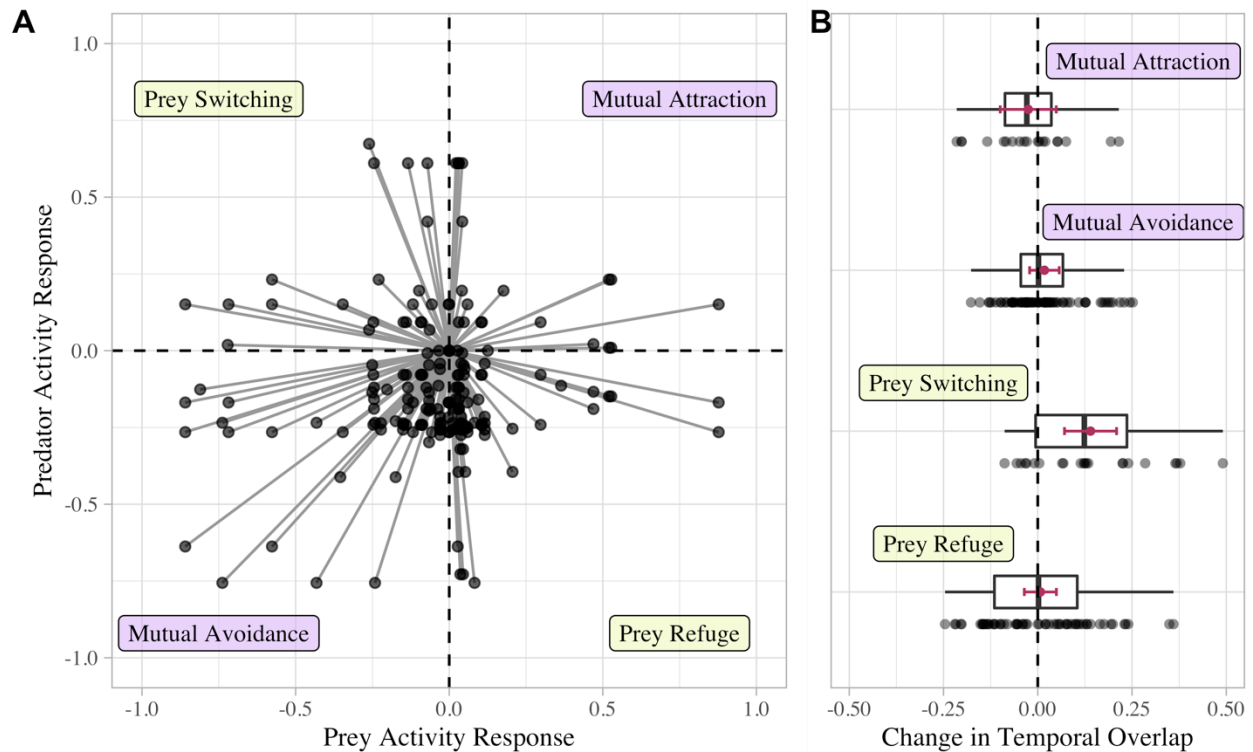 A
1.0
0.5
0.0
-0.5
-1.0
Predator Activity Response
Prey Switching
Mutual Attraction
Mutual Avoidance
Prey Refuge
-1.0
-0.5
0.0
0.5
1.0
Prey Activity Response
B
Mutual Attraction
Mutual Avoidance
Prey Switching
Prey Refuge
-0.50
-0.25
0.00
0.25
0.50
Change in Temporal Overlap